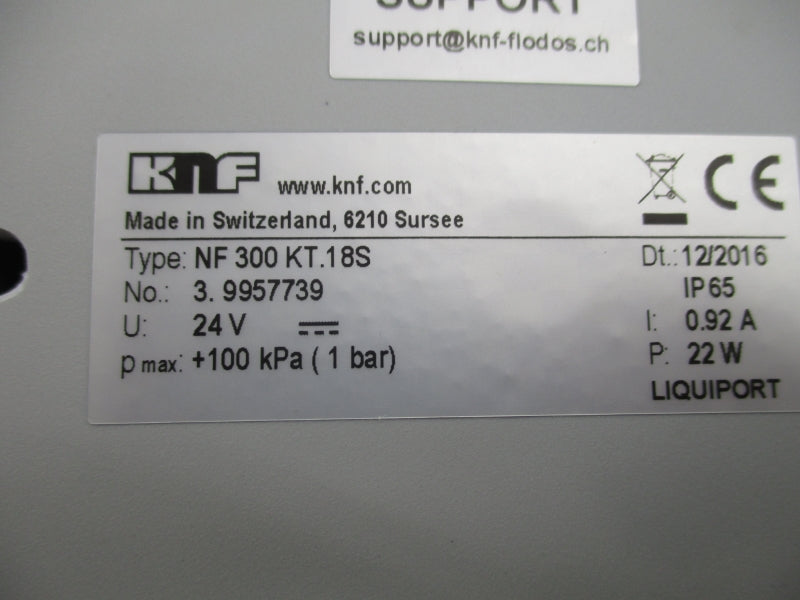 SUPPORT
support@knf-flodos.ch
KNF www.knf.com
CE
Made in Switzerland, 6210 Sursee
Type: NF 300 KT.18S
Dt.: 12/2016
No.: 3. 9957739
IP65
U: 24 V
I: 0.92 A
p max: +100 kPa ( 1 bar)
P: 22 W
LIQUIPORT